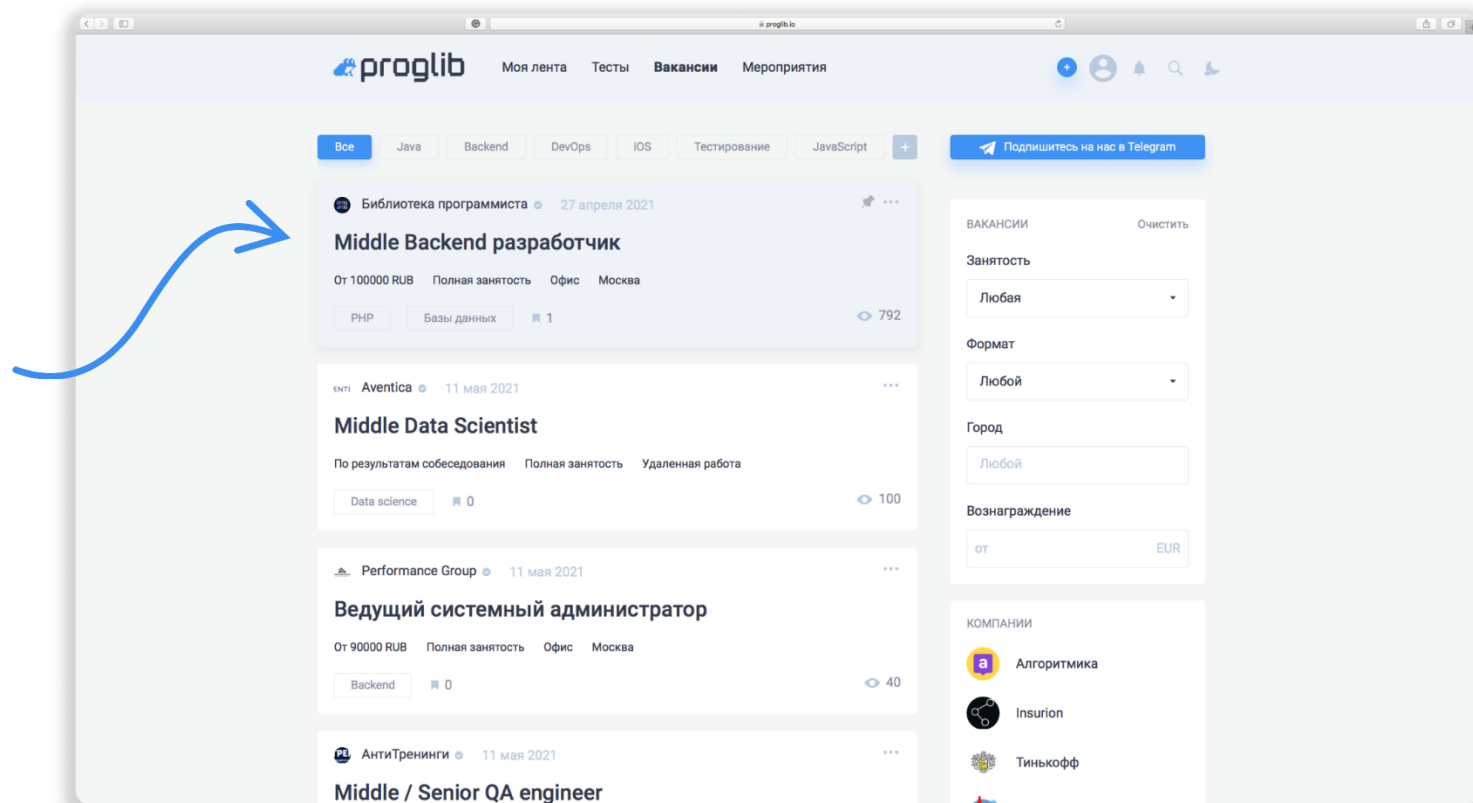 proglib.io
proglib Моя лента Тесты Вакансии Мероприятия
Все Java Backend DevOps iOS Тестирование JavaScript +
Подпишитесь на нас в Telegram
Библиотека программиста 27 апреля 2021
Middle Backend разработчик
От 100000 RUB Полная занятость Офис Москва
PHP Базы данных 1 792
Aventica 11 мая 2021
Middle Data Scientist
По результатам собеседования Полная занятость Удаленная работа
Data science 0 100
Performance Group 11 мая 2021
Ведущий системный администратор
От 90000 RUB Полная занятость Офис Москва
Backend 0 40
АнтиТренинги 11 мая 2021
Middle / Senior QA engineer
ВАКАНСИИ Очистить
Занятость
Любая
Формат
Любой
Город
Любой
Вознаграждение
от EUR
КОМПАНИИ
a Алгоритмика
Insurion
Тинькофф